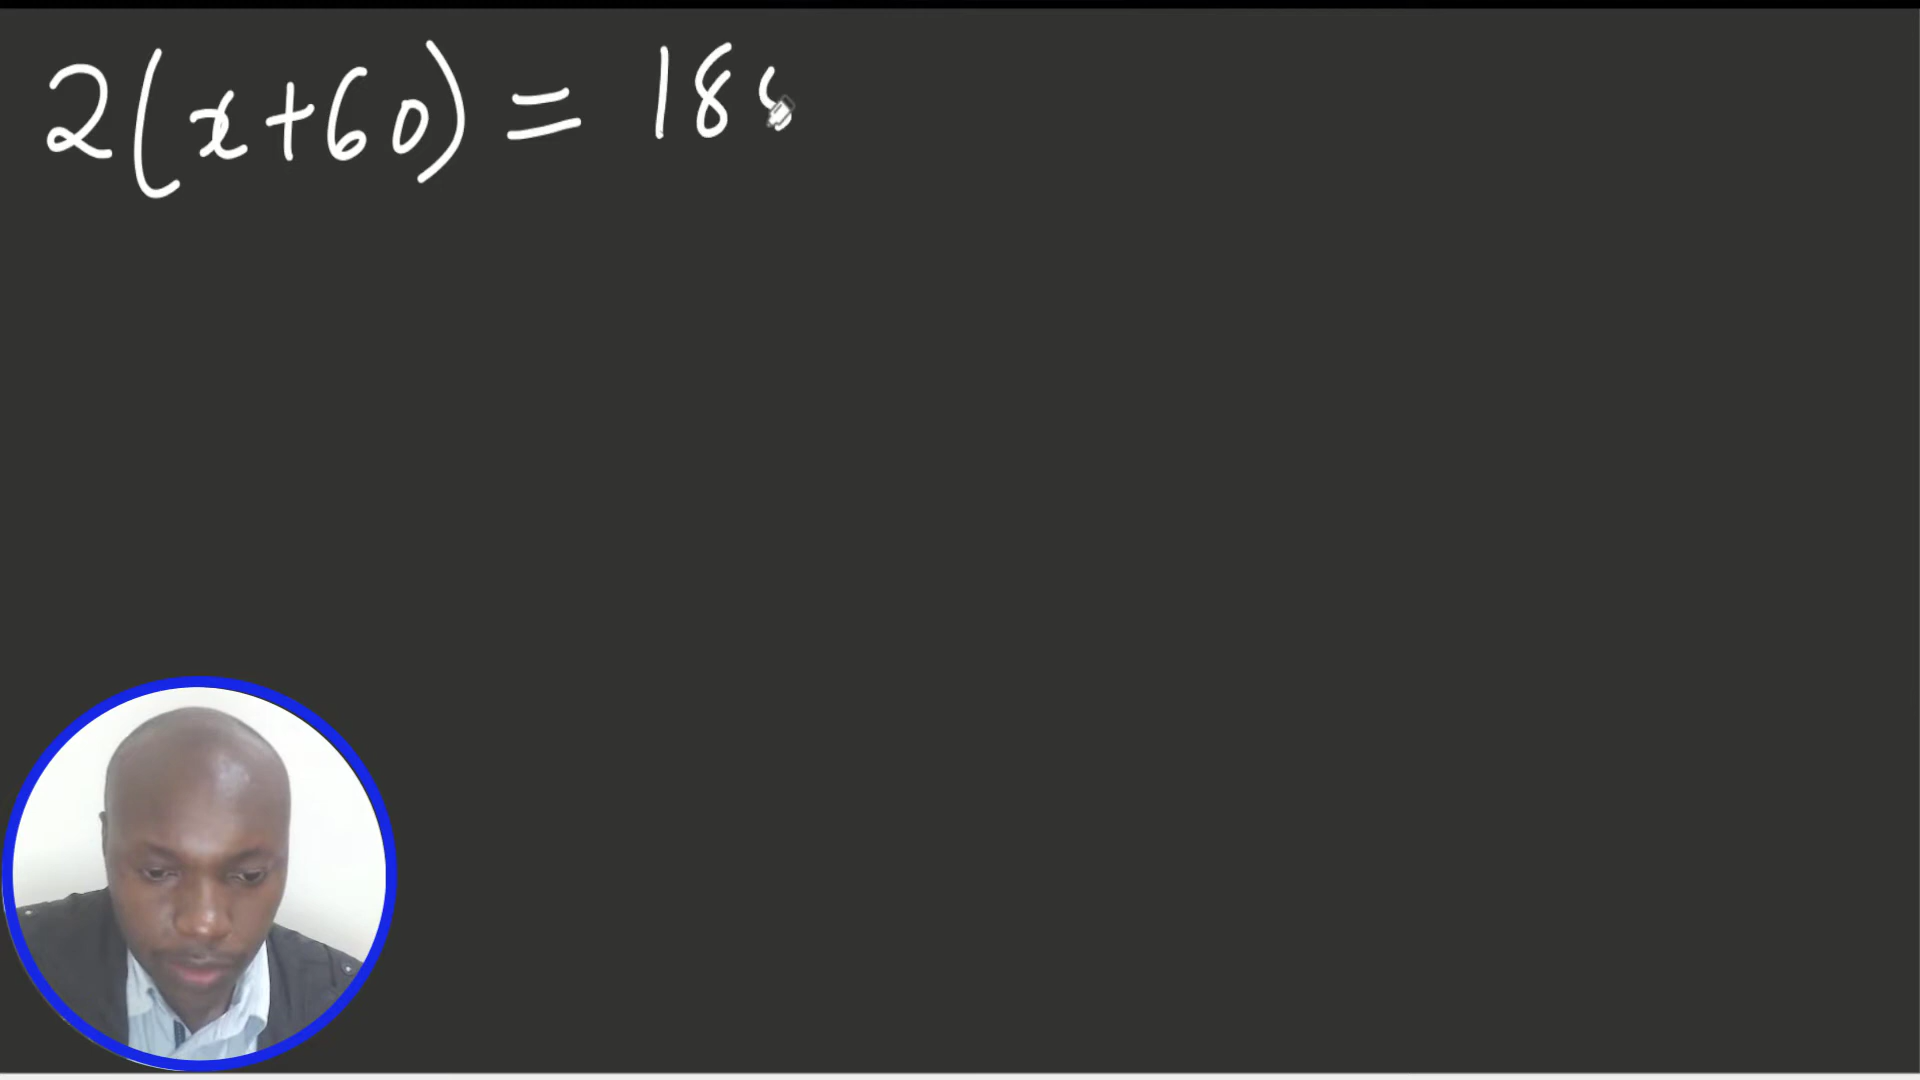 2(x+60) = 18